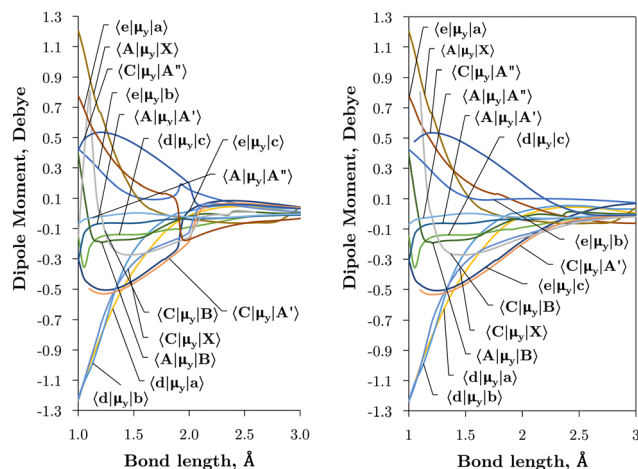 1.3
1.1
0.9
0.7
0.5
0.3
0.1
-0.1
-0.3
-0.5
-0.7
-0.9
-1.1
-1.3
Dipole Moment, Debye
⟨e|μy|a⟩
⟨A|μy|X⟩
⟨C|μy|A"⟩
⟨e|μy|b⟩
⟨A|μy|A'⟩
⟨d|μy|c⟩
⟨e|μy|c⟩
⟨A|μy|A"⟩
⟨C|μy|B⟩
⟨C|μy|A'⟩
⟨C|μy|X⟩
⟨A|μy|B⟩
⟨d|μy|a⟩
⟨d|μy|b⟩
1.0 1.5 2.0 2.5 3.0
Bond length, Å
1.3
1.1
0.9
0.7
0.5
0.3
0.1
-0.1
-0.3
-0.5
-0.7
-0.9
-1.1
-1.3
Dipole Moment, Debye
⟨e|μy|a⟩
⟨A|μy|X⟩
⟨C|μy|A"⟩
⟨A|μy|A"⟩
⟨A|μy|A'⟩
⟨d|μy|c⟩
⟨e|μy|b⟩
⟨C|μy|A'⟩
⟨e|μy|c⟩
⟨C|μy|B⟩
⟨C|μy|X⟩
⟨A|μy|B⟩
⟨d|μy|a⟩
⟨d|μy|b⟩
1 1.5 2 2.5 3
Bond length, Å